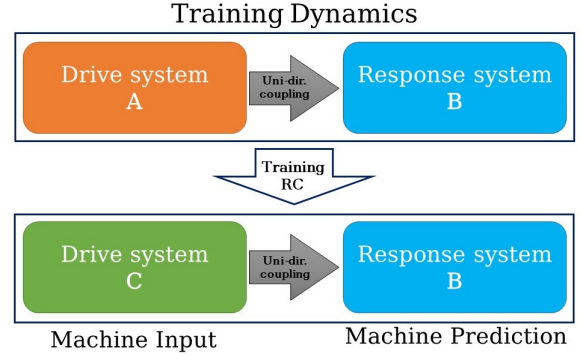 Training Dynamics
Drive system
A
Uni-dir.
coupling
Response system
B
Training
RC
Drive system
C
Uni-dir.
coupling
Response system
B
Machine Input
Machine Prediction